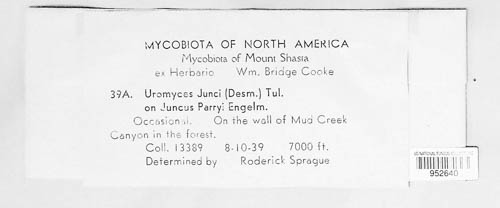 MYCOBIOTA OF NORTH AMERICA
Mycobiota of Mount Shasta
ex Herbario Wm. Bridge Cooke
39A. Uromyces Junci (Desm.) Tul.
on Juncus Parryi Engelm.
Occasional. On the wall of Mud Creek
Canyon in the forest.
Coll. 13389 8-10-39 7000 ft.
Determined by Roderick Sprague
952640